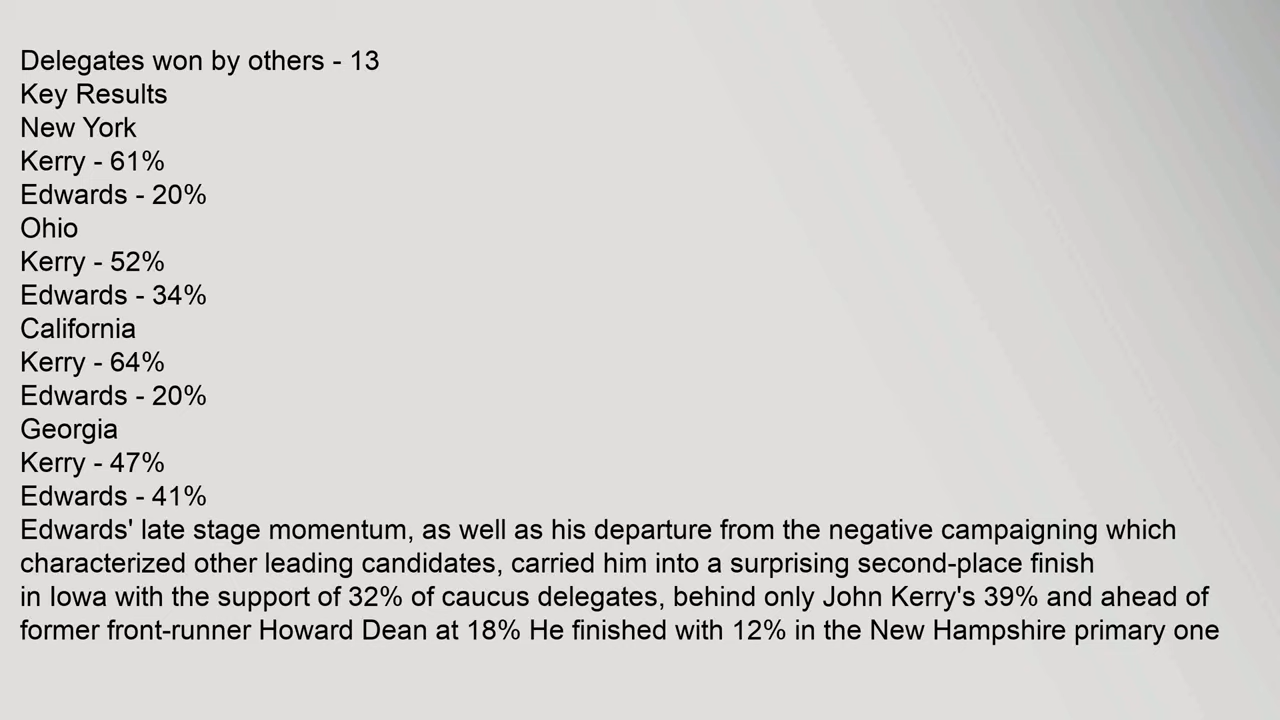 Delegates won by others - 13
Key Results
New York
Kerry - 61%
Edwards - 20%
Ohio
Kerry - 52%
Edwards - 34%
California
Kerry - 64%
Edwards - 20%
Georgia
Kerry - 47%
Edwards - 41%
Edwards' late stage momentum, as well as his departure from the negative campaigning which
characterized other leading candidates, carried him into a surprising second-place finish
in Iowa with the support of 32% of caucus delegates, behind only John Kerry's 39% and ahead of
former front-runner Howard Dean at 18% He finished with 12% in the New Hampshire primary one